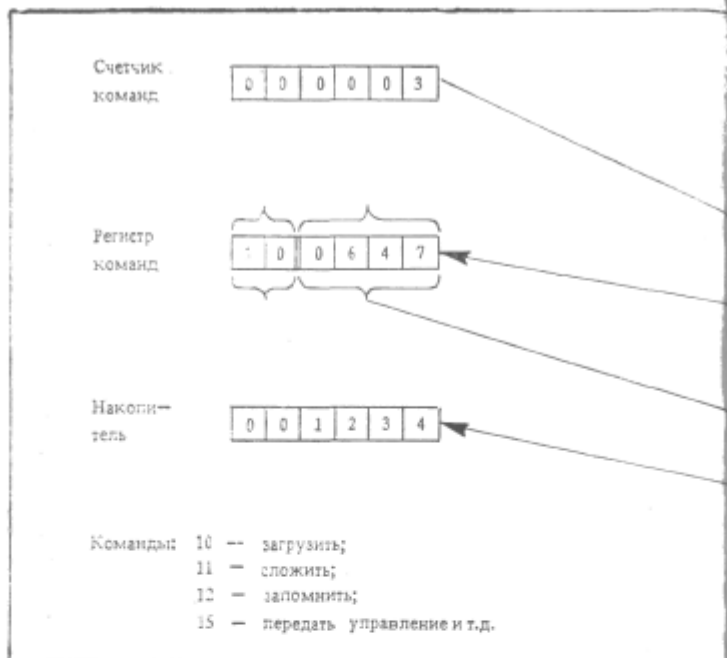 Счетчик
команд
0 0 0 0 0 3
Регистр
команд
1 0 0 6 4 7
Накопи—
тель
0 0 1 2 3 4
Команды: 10 — загрузить;
11 — сложить;
12 — запомнить;
15 — передать управление и т.д.